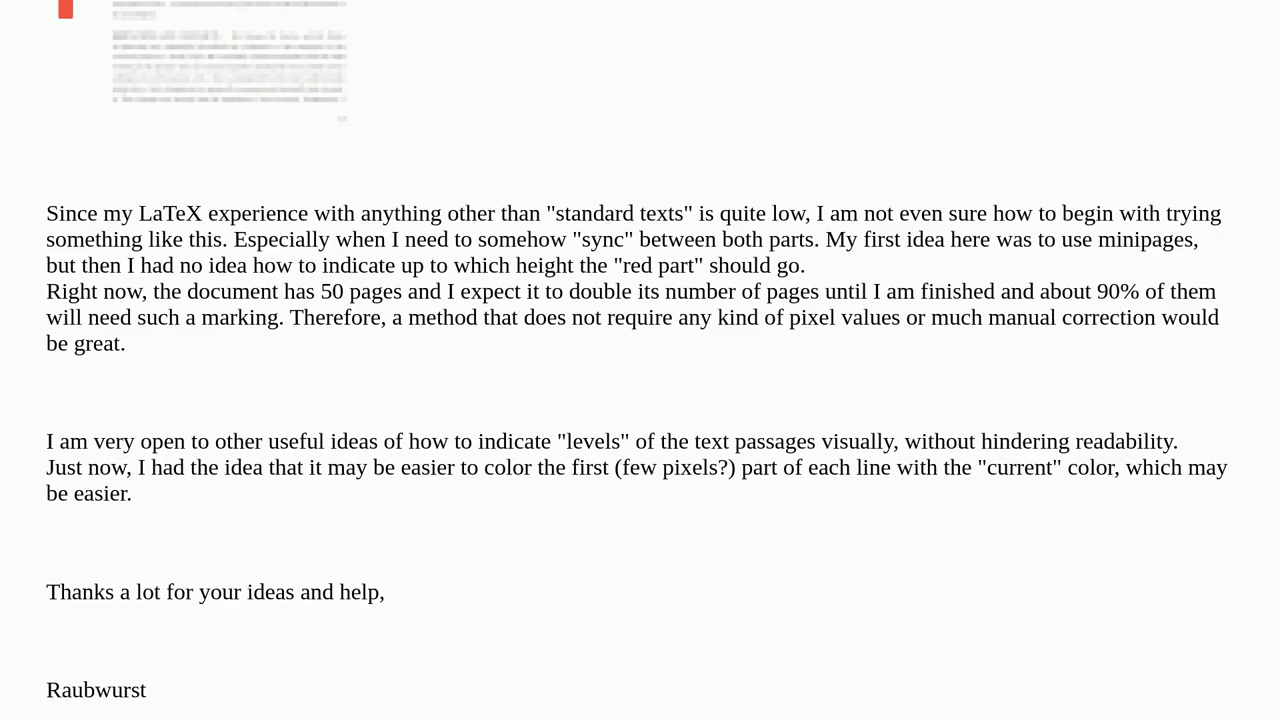 Since my LaTeX experience with anything other than "standard texts" is quite low, I am not even sure how to begin with trying
something like this. Especially when I need to somehow "sync" between both parts. My first idea here was to use minipages,
but then I had no idea how to indicate up to which height the "red part" should go.
Right now, the document has 50 pages and I expect it to double its number of pages until I am finished and about 90% of them
will need such a marking. Therefore, a method that does not require any kind of pixel values or much manual correction would
be great.
I am very open to other useful ideas of how to indicate "levels" of the text passages visually, without hindering readability.
Just now, I had the idea that it may be easier to color the first (few pixels?) part of each line with the "current" color, which may
be easier.
Thanks a lot for your ideas and help,
Raubwurst